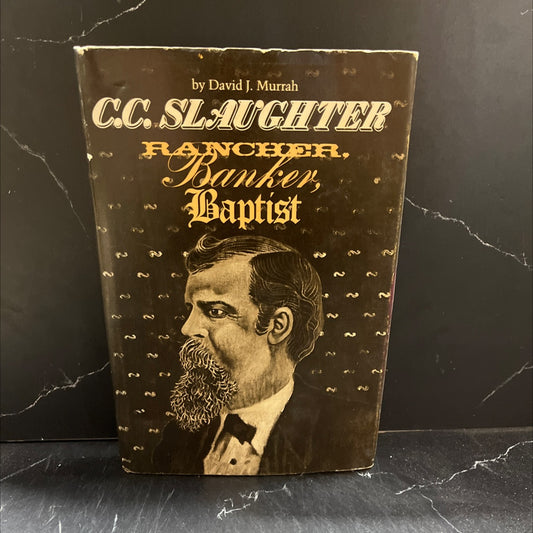 by David J. Murrah
C.C. SLAUGHTER
RANCHER,
Banker,
Baptist